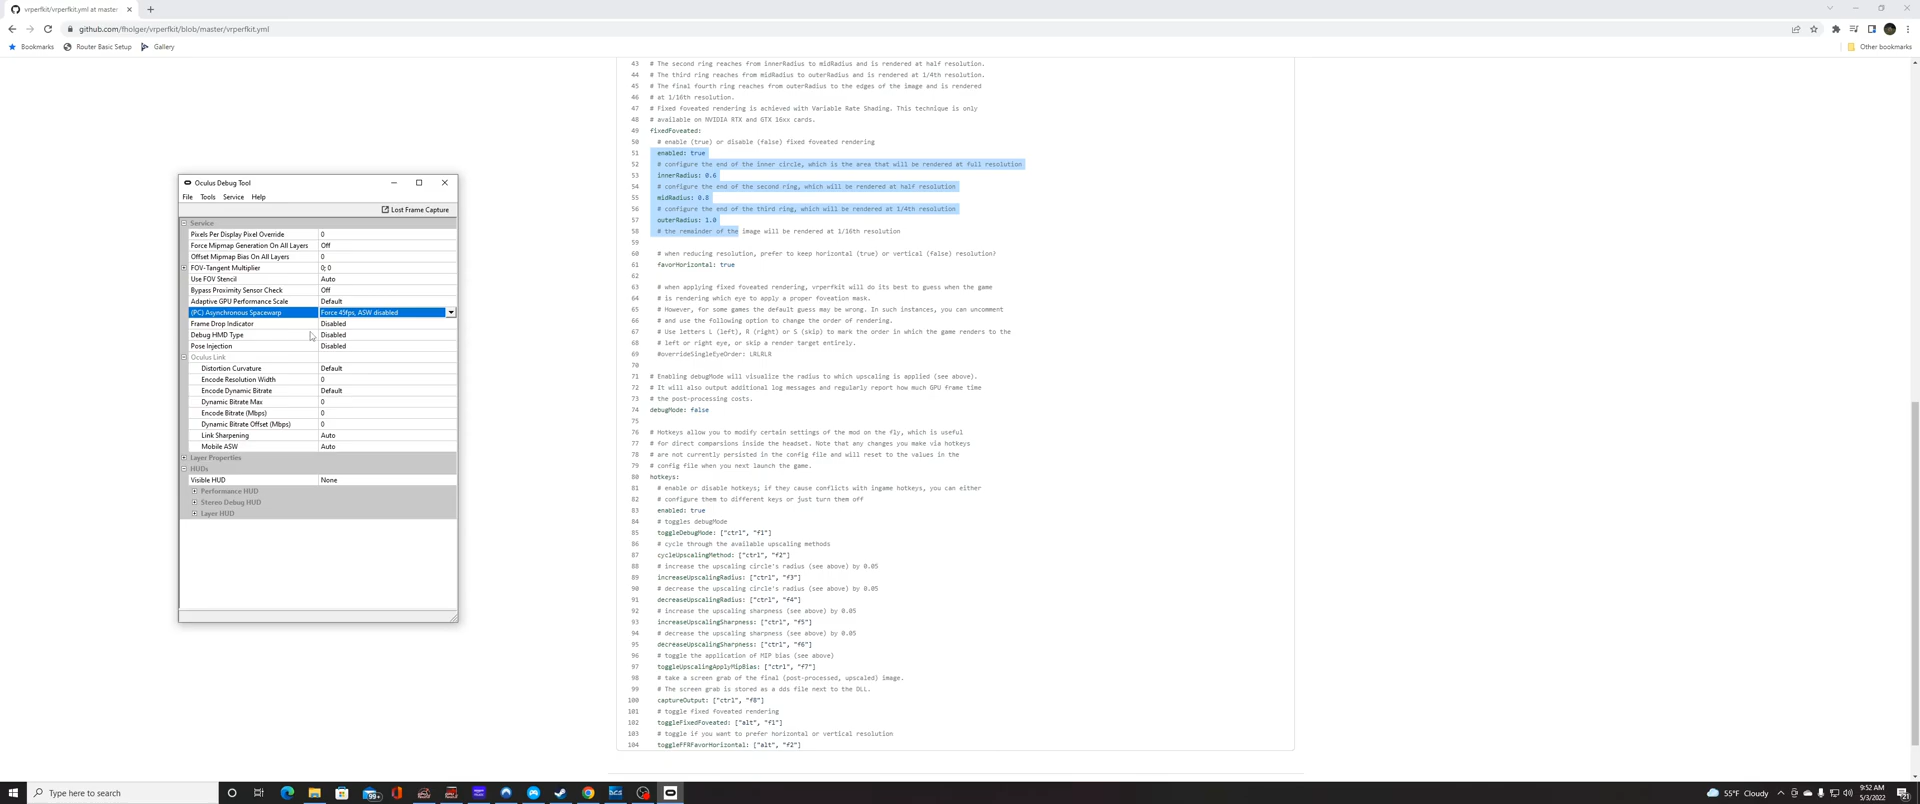 vrperfkit/vrperfkit.yml at master
github.com/fholger/vrperfkit/blob/master/vrperfkit.yml
Bookmarks
Router Basic Setup
Gallery
Other bookmarks
43 # The second ring reaches from innerRadius to midRadius and is rendered at half resolution.
44 # The third ring reaches from midRadius to outerRadius and is rendered at 1/4th resolution.
45 # The final fourth ring reaches from outerRadius to the edges of the image and is rendered
46 # at 1/16th resolution.
47 # Fixed foveated rendering is achieved with Variable Rate Shading. This technique is only
48 # available on NVIDIA RTX and GTX 16xx cards.
49 fixedFoveated:
50 # enable (true) or disable (false) fixed foveated rendering
51 enabled: true
52 # configure the end of the inner circle, which is the area that will be rendered at full resolution
53 innerRadius: 0.6
54 # configure the end of the second ring, which will be rendered at half resolution
55 midRadius: 0.8
56 # configure the end of the third ring, which will be rendered at 1/4th resolution
57 outerRadius: 1.0
58 # the remainder of the image will be rendered at 1/16th resolution
59
60 # when reducing resolution, prefer to keep horizontal (true) or vertical (false) resolution?
61 favorHorizontal: true
62
63 # when applying fixed foveated rendering, vrperfkit will do its best to guess when the game
64 # is rendering which eye to apply a proper foveation mask.
65 # However, for some games the default guess may be wrong. In such instances, you can uncomment
66 # and use the following option to change the order of rendering.
67 # Use letters L (left), R (right) or S (skip) to mark the order in which the game renders to the
68 # left or right eye, or skip a render target entirely.
69 #overrideSingleEyeOrder: LRLRLR
70
71 # Enabling debugMode will visualize the radius to which upscaling is applied (see above).
72 # It will also output additional log messages and regularly report how much GPU frame time
73 # the post-processing costs.
74 debugMode: false
75
76 # Hotkeys allow you to modify certain settings of the mod on the fly, which is useful
77 # for direct comparsions inside the headset. Note that any changes you make via hotkeys
78 # are not currently persisted in the config file and will reset to the values in the
79 # config file when you next launch the game.
80 hotkeys:
81 # enable or disable hotkeys; if they cause conflicts with ingame hotkeys, you can either
82 # configure them to different keys or just turn them off
83 enabled: true
84 # toggles debugMode
85 toggleDebugMode: ["ctrl", "f1"]
86 # cycle through the available upscaling methods
87 cycleUpscalingMethod: ["ctrl", "f2"]
88 # increase the upscaling circle's radius (see above) by 0.05
89 increaseUpscalingRadius: ["ctrl", "f3"]
90 # decrease the upscaling circle's radius (see above) by 0.05
91 decreaseUpscalingRadius: ["ctrl", "f4"]
92 # increase the upscaling sharpness (see above) by 0.05
93 increaseUpscalingSharpness: ["ctrl", "f5"]
94 # decrease the upscaling sharpness (see above) by 0.05
95 decreaseUpscalingSharpness: ["ctrl", "f6"]
96 # toggle the application of MIP bias (see above)
97 toggleUpscalingApplyMipBias: ["ctrl", "f7"]
98 # take a screen grab of the final (post-processed, upscaled) image.
99 # The screen grab is stored as a dds file next to the DLL.
100 captureOutput: ["ctrl", "f8"]
101 # toggle fixed foveated rendering
102 toggleFixedFoveated: ["alt", "f1"]
103 # toggle if you want to prefer horizontal or vertical resolution
104 toggleFFRFavorHorizontal: ["alt", "f2"]
Oculus Debug Tool
File Tools Service Help
Lost Frame Capture
Service
Pixels Per Display Pixel Override 0
Force Mipmap Generation On All Layers Off
Offset Mipmap Bias On All Layers 0
FOV-Tangent Multiplier 0; 0
Use FOV Stencil Auto
Bypass Proximity Sensor Check Off
Adaptive GPU Performance Scale Default
(PC) Asynchronous Spacewarp Force 45fps, ASW disabled
Frame Drop Indicator Disabled
Debug HMD Type Disabled
Pose Injection Disabled
Oculus Link
Distortion Curvature Default
Encode Resolution Width 0
Encode Dynamic Bitrate Default
Dynamic Bitrate Max 0
Encode Bitrate (Mbps) 0
Dynamic Bitrate Offset (Mbps) 0
Link Sharpening Auto
Mobile ASW Auto
Layer Properties
HUDs
Visible HUD None
Performance HUD
Stereo Debug HUD
Layer HUD
Type here to search
99+
DCS
55°F Cloudy
9:52 AM
5/3/2022
21